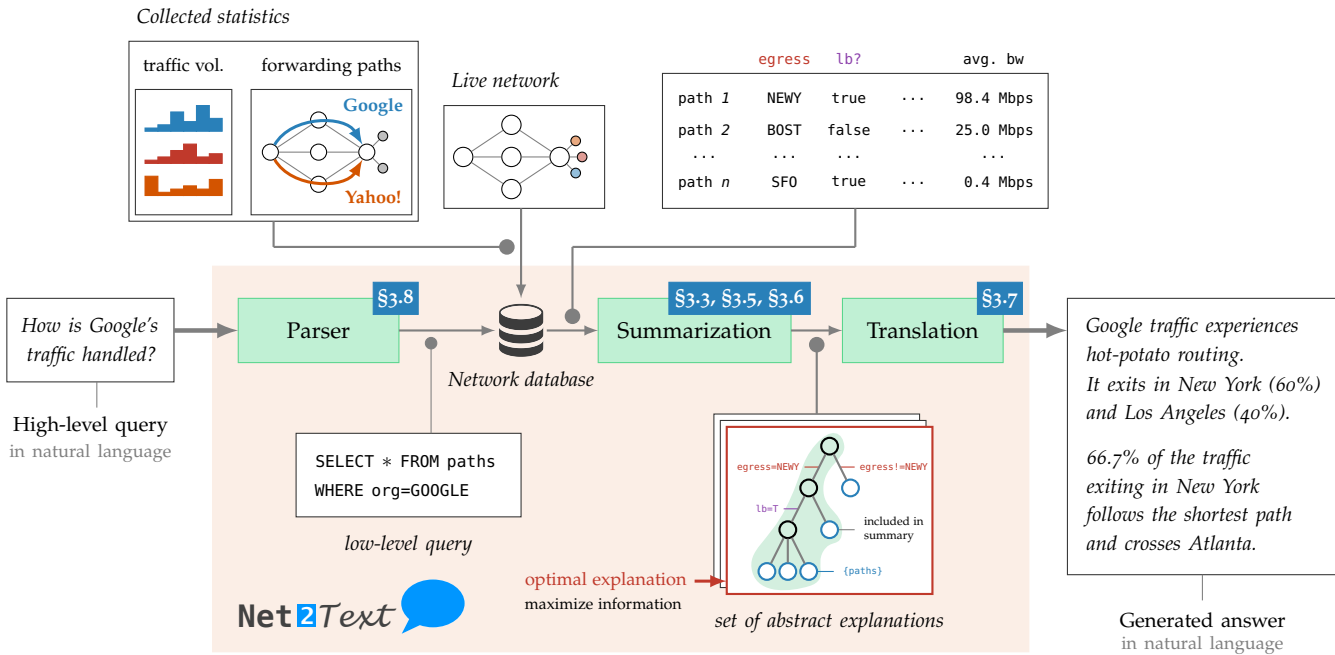 Collected statistics
traffic vol.
forwarding paths
Google
Yahoo!
Live network
egress lb? avg. bw
path 1 NEWY true ... 98.4 Mbps
path 2 BOST false ... 25.0 Mbps
... ... ... ...
path n SFO true ... 0.4 Mbps
How is Google's
traffic handled?
High-level query
in natural language
§3.8
Parser
Network database
§3.3, §3.5, §3.6
Summarization
§3.7
Translation
SELECT * FROM paths
WHERE org=GOOGLE
low-level query
egress=NEWY
egress!=NEWY
lb=T
included in
summary
{paths}
optimal explanation
maximize information
set of abstract explanations
Net2Text
Google traffic experiences
hot-potato routing.
It exits in New York (60%)
and Los Angeles (40%).
66.7% of the traffic
exiting in New York
follows the shortest path
and crosses Atlanta.
Generated answer
in natural language